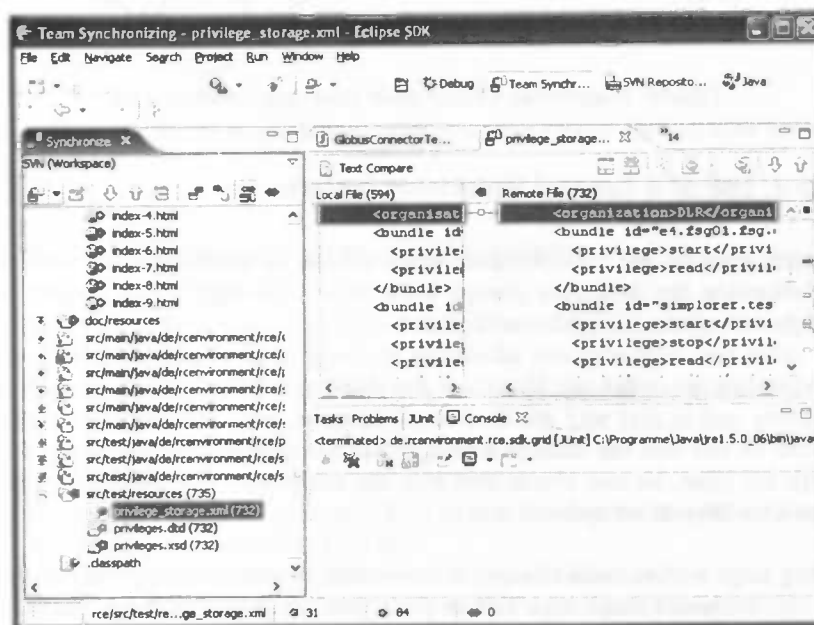 Team Synchronizing - privilege_storage.xml - Eclipse SDK
File Edit Navigate Search Project Run Window Help
Debug Team Synchr... SVN Reposito... Java
Synchronize
SVN (Workspace)
index-4.html
index-5.html
index-6.html
index-7.html
index-8.html
index-9.html
doc/resources
src/main/java/de/rcenvironment/rce/
src/main/java/de/rcenvironment/rce/
src/main/java/de/rcenvironment/rce/
src/main/java/de/rcenvironment/rce/
src/main/java/de/rcenvironment/rce/
src/main/java/de/rcenvironment/rce/
src/test/java/de/rcenvironment/rce/p
src/test/java/de/rcenvironment/rce/s
src/test/java/de/rcenvironment/rce/s
src/test/resources (735)
privilege_storage.xml (732)
privileges.dtd (732)
privileges.xsd (732)
.classpath
GlobusConnectorTe... privilege_storage... 14
Text Compare
Local File (594)
<organisat
<bundle id
<privile
<privile
</bundle>
<bundle id
<privile
<privile
<privile
Remote File (732)
<organization>DLR</organi
<bundle id="e4.fsg01.fsg.
<privilege>start</privi
<privilege>read</privil
</bundle>
<bundle id="simplorer.tes
<privilege>start</privi
<privilege>stop</privil
<privilege>read</privil
Tasks Problems JUnit Console
<terminated> de.rcenvironment.rce.sdk.grid [JUnit] C:\Programme\Java\jre1.5.0_06\bin\javaw
rce/src/test/re...ge_storage.xml 31 84 0